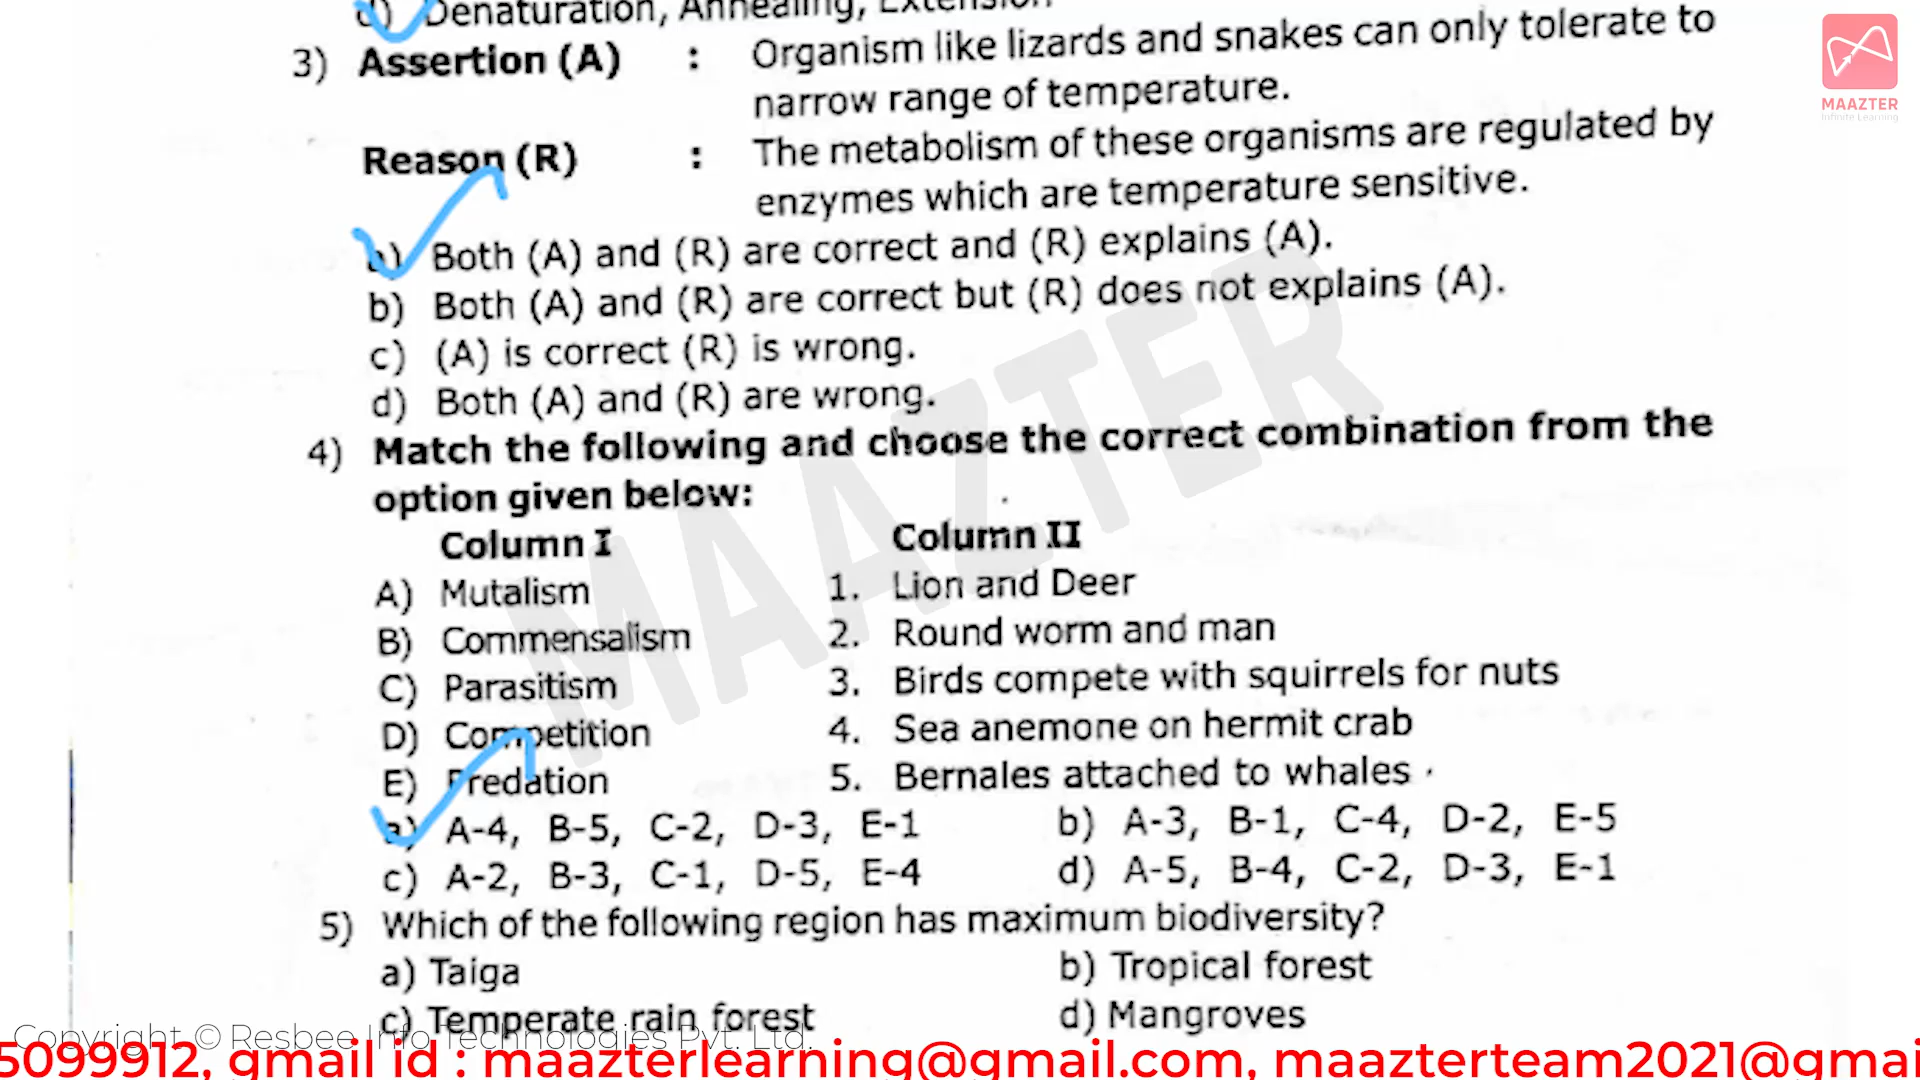 d) Denaturation, Annealing, Extension
3) Assertion (A) : Organism like lizards and snakes can only tolerate to
narrow range of temperature.
Reason (R) : The metabolism of these organisms are regulated by
enzymes which are temperature sensitive.
a) Both (A) and (R) are correct and (R) explains (A).
b) Both (A) and (R) are correct but (R) does not explains (A).
c) (A) is correct (R) is wrong.
d) Both (A) and (R) are wrong.
4) Match the following and choose the correct combination from the
option given below:
Column I Column II
A) Mutalism 1. Lion and Deer
B) Commensalism 2. Round worm and man
C) Parasitism 3. Birds compete with squirrels for nuts
D) Competition 4. Sea anemone on hermit crab
E) Predation 5. Bernales attached to whales
a) A-4, B-5, C-2, D-3, E-1 b) A-3, B-1, C-4, D-2, E-5
c) A-2, B-3, C-1, D-5, E-4 d) A-5, B-4, C-2, D-3, E-1
5) Which of the following region has maximum biodiversity?
a) Taiga b) Tropical forest
c) Temperate rain forest d) Mangroves
MAAZTER
Infinite Learning
MAAZTER
Copyright © Resbee Info Technologies Pvt. Ltd.
5099912, gmail id : maazterlearning@gmail.com, maazterteam2021@gmai